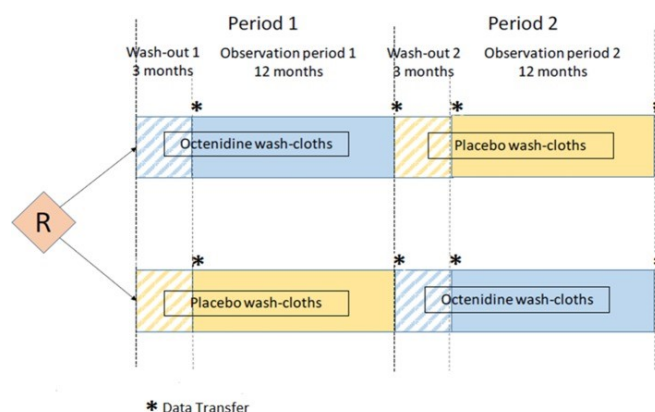 Period 1
Period 2
Wash-out 1
3 months
Observation period 1
12 months
Wash-out 2
3 months
Observation period 2
12 months
* * * * *
Octenidine wash-cloths
Placebo wash-cloths
R
* * * *
Placebo wash-cloths
Octenidine wash-cloths
* Data Transfer